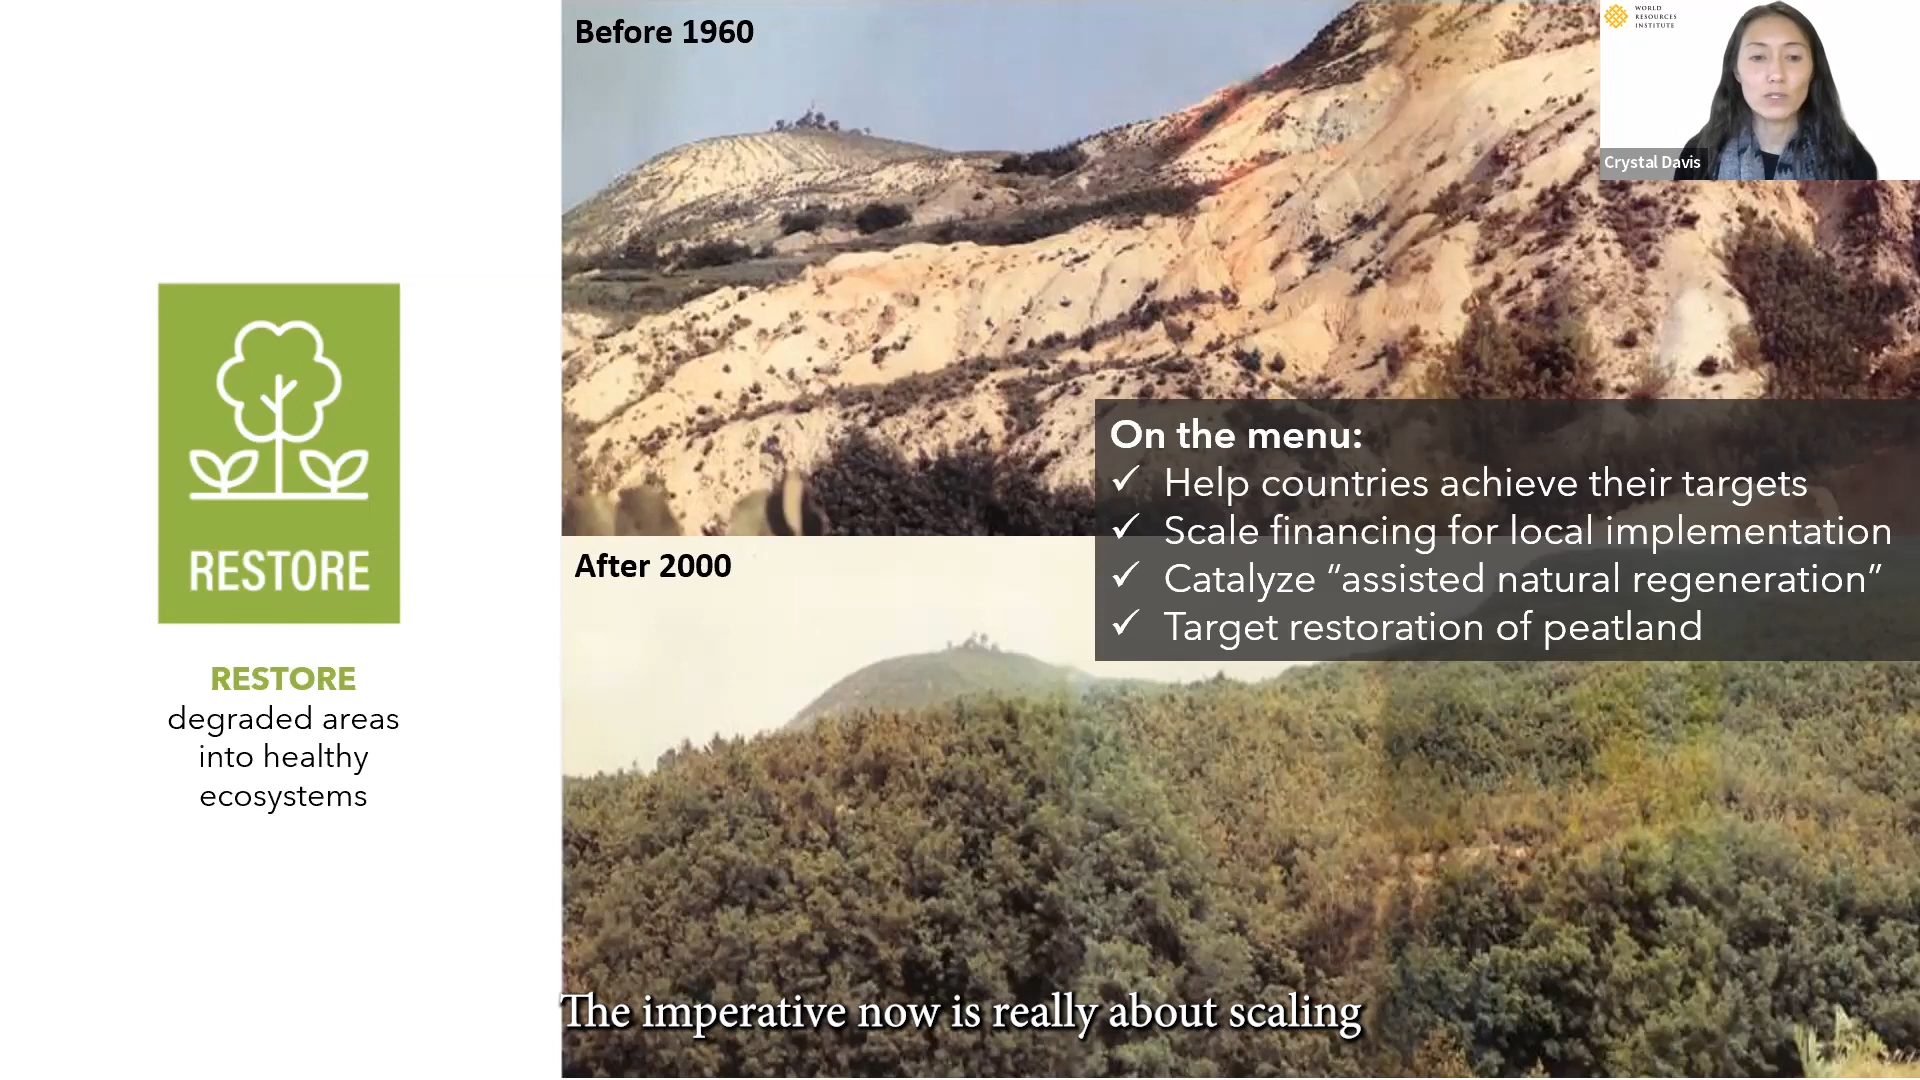 Before 1960
WORLD
RESOURCES
INSTITUTE
Crystal Davis
On the menu:
✓ Help countries achieve their targets
✓ Scale financing for local implementation
✓ Catalyze “assisted natural regeneration”
✓ Target restoration of peatland
After 2000
RESTORE
RESTORE
degraded areas
into healthy
ecosystems
The imperative now is really about scaling